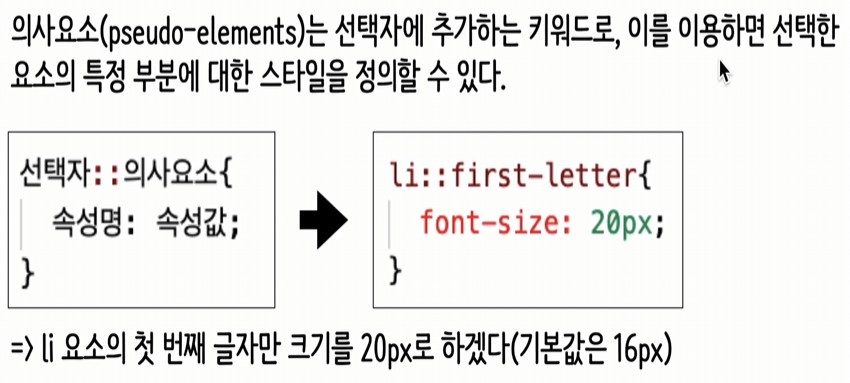 의사요소(pseudo-elements)는 선택자에 추가하는 키워드로, 이를 이용하면 선택한
요소의 특정 부분에 대한 스타일을 정의할 수 있다.
선택자::의사요소{
속성명: 속성값;
}
li::first-letter{
font-size: 20px;
}
=> li 요소의 첫 번째 글자만 크기를 20px로 하겠다(기본값은 16px)